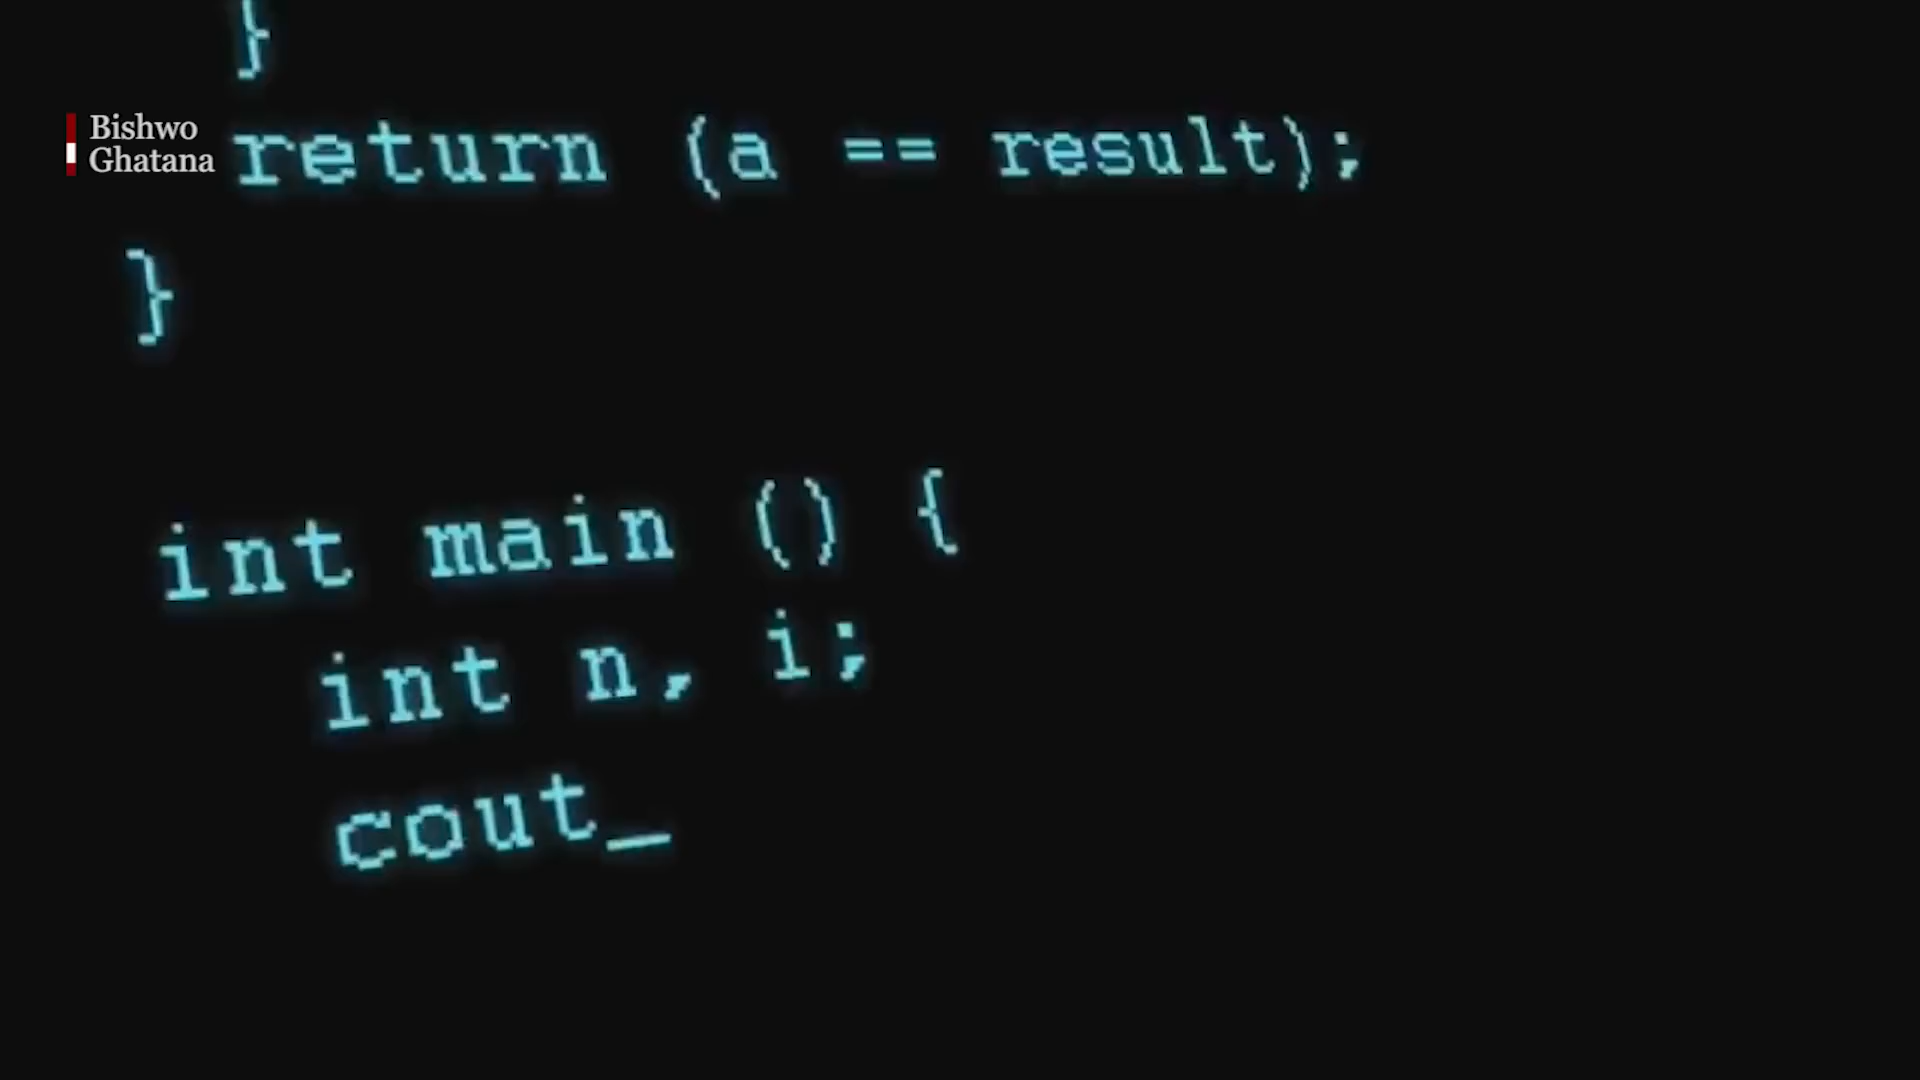 }
Bishwo
Ghatana
return (a == result);
}
int main () {
int n, i;
cout_